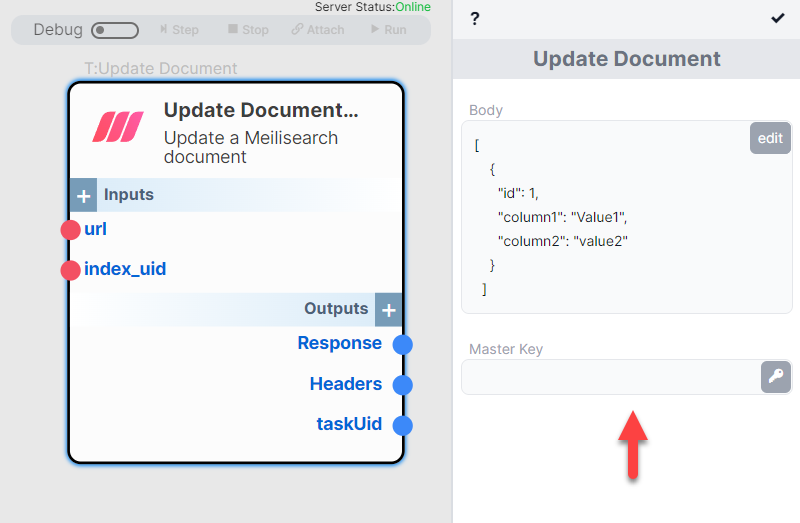 Server Status:Online
Debug
Step
Stop
Attach
Run
T:Update Document
Update Document...
Update a Meilisearch
document
+ Inputs
url
index_uid
Outputs +
Response
Headers
taskUid
?
Update Document
Body
edit
[
{
"id": 1,
"column1": "Value1",
"column2": "value2"
}
]
Master Key